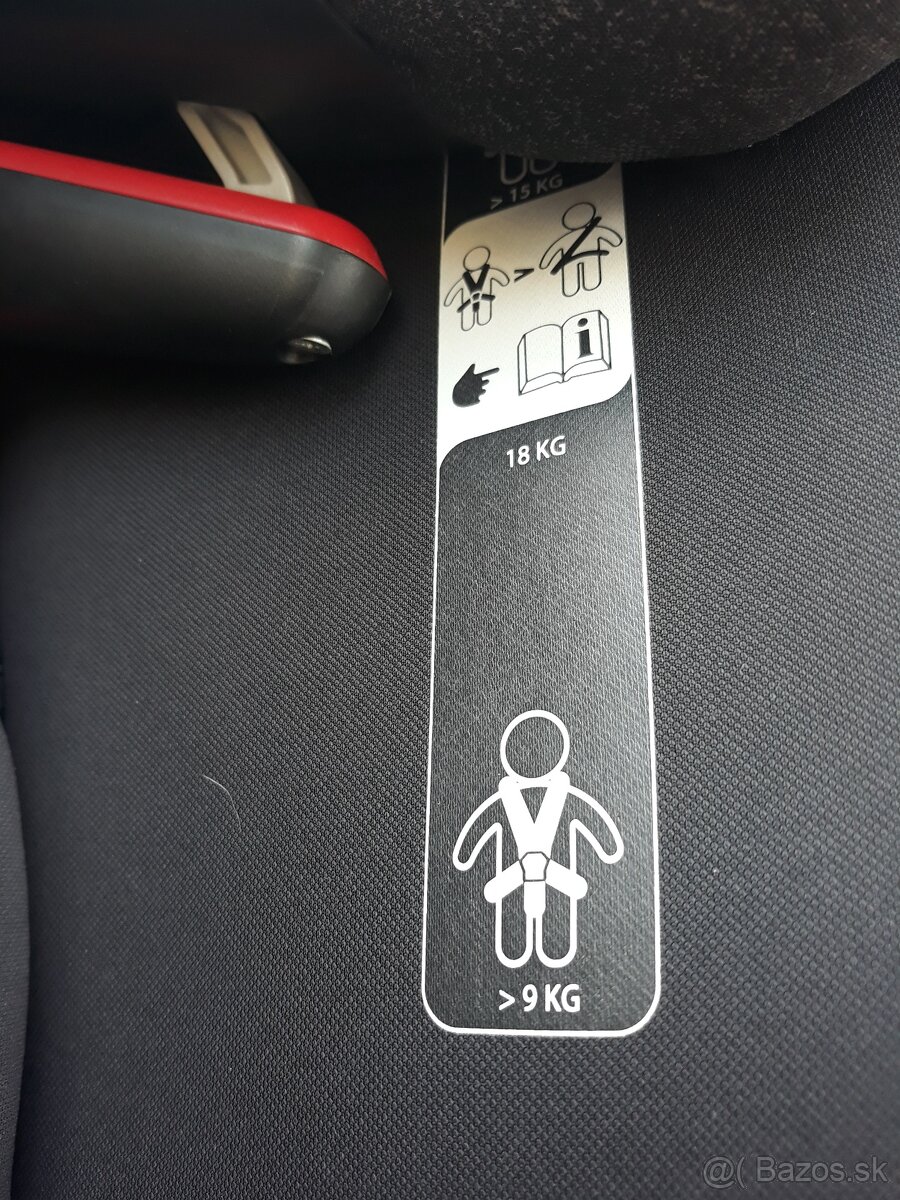 > 15 KG
>
i
18 KG
> 9 KG
@( Bazos.sk